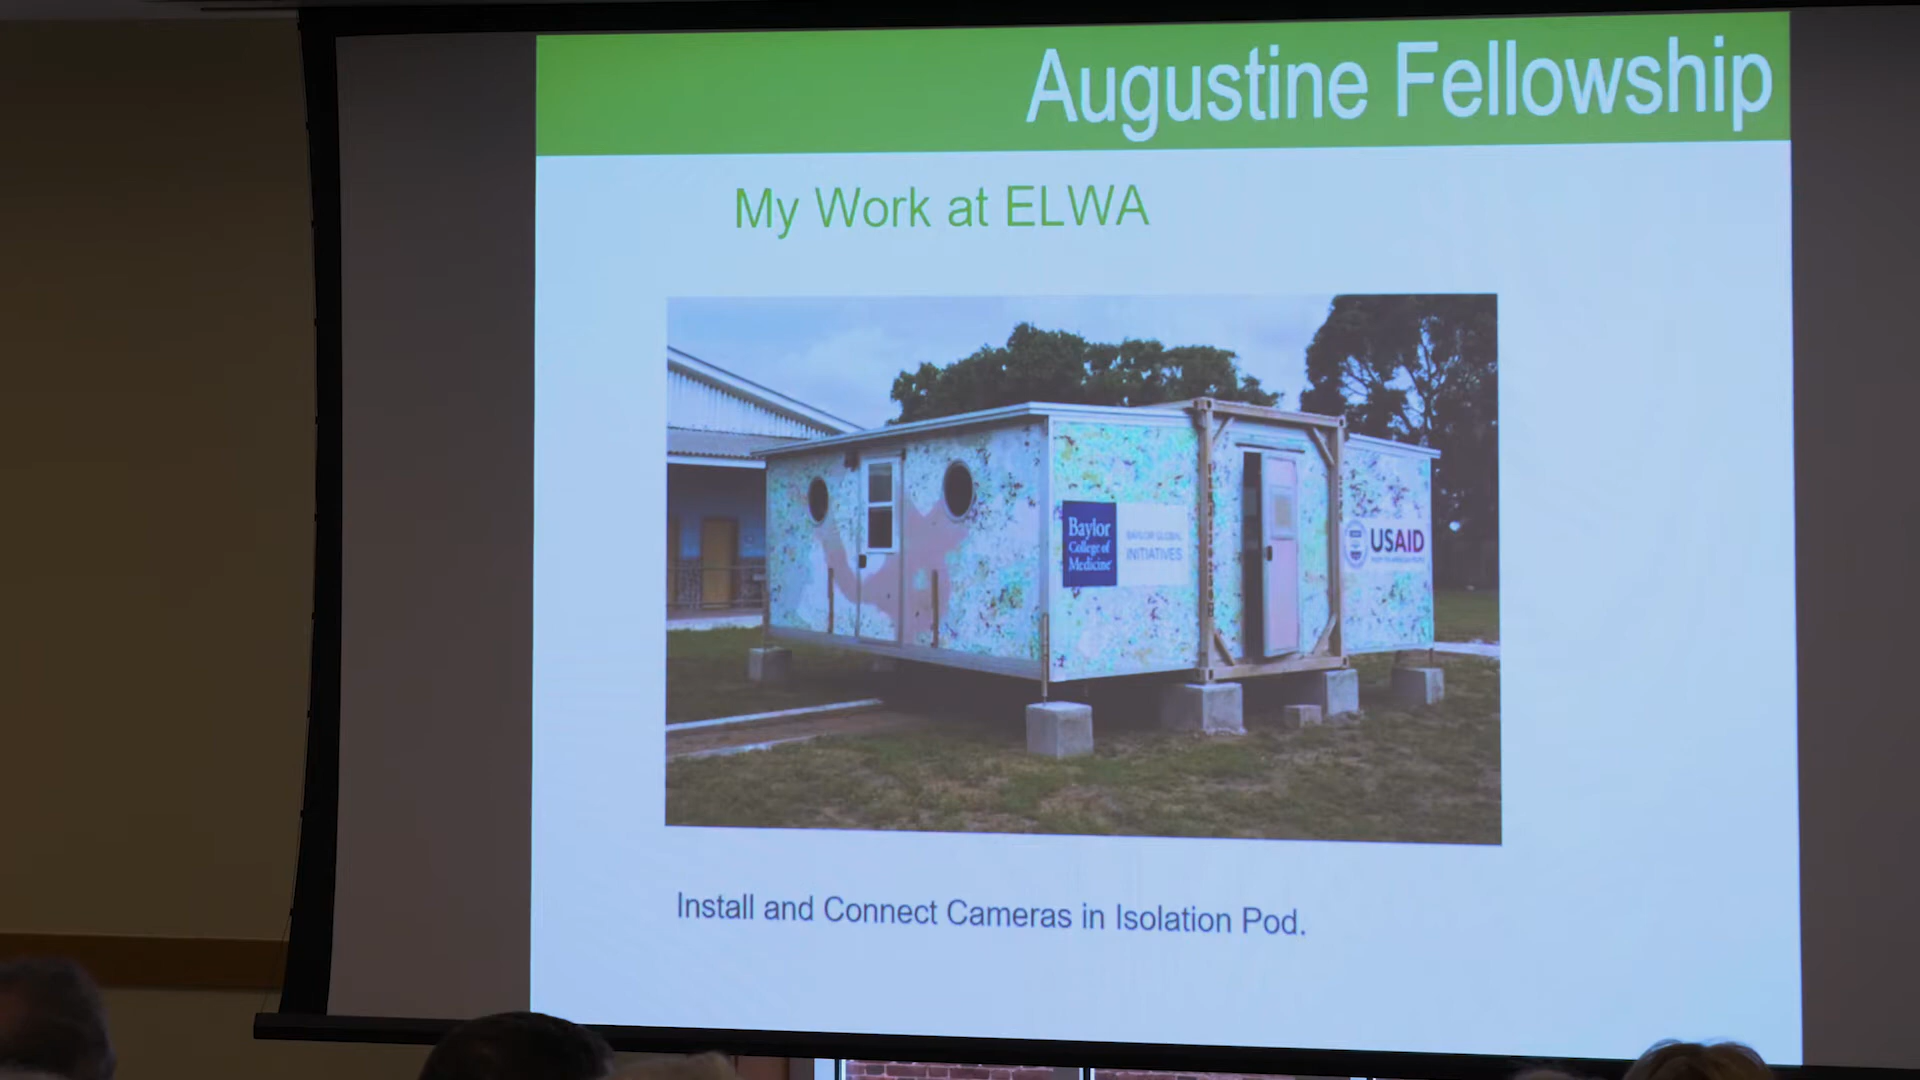 Augustine Fellowship
My Work at ELWA
Baylor
College of
Medicine
BAYLOR GLOBAL
INITIATIVES
USAID
Install and Connect Cameras in Isolation Pod.